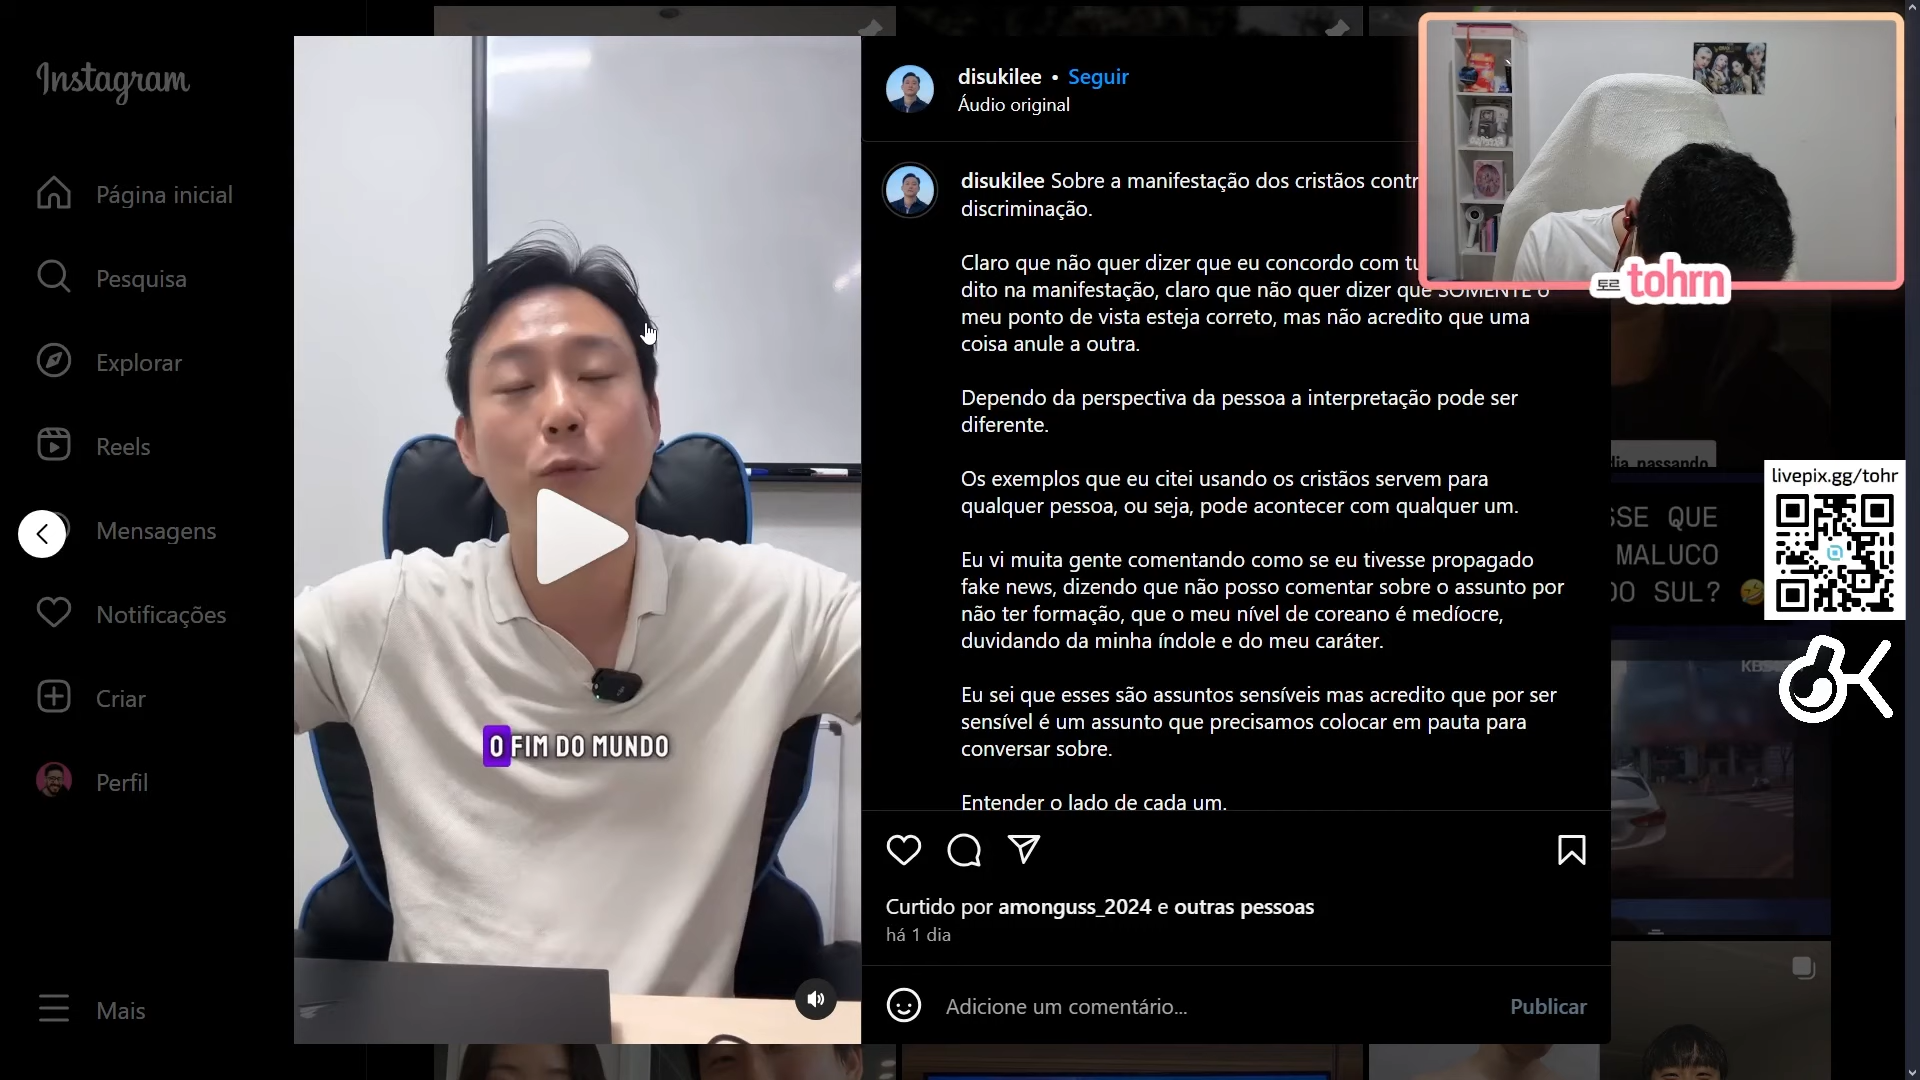 Instagram
Página inicial
Pesquisa
Explorar
Reels
Mensagens
Notificações
Criar
Perfil
Mais
O FIM DO MUNDO
disukilee • Seguir
Áudio original
disukilee Sobre a manifestação dos cristãos contr
discriminação.
Claro que não quer dizer que eu concordo com tu
dito na manifestação, claro que não quer dizer que SOMENTE o
meu ponto de vista esteja correto, mas não acredito que uma
coisa anule a outra.
Dependo da perspectiva da pessoa a interpretação pode ser
diferente.
Os exemplos que eu citei usando os cristãos servem para
qualquer pessoa, ou seja, pode acontecer com qualquer um.
Eu vi muita gente comentando como se eu tivesse propagado
fake news, dizendo que não posso comentar sobre o assunto por
não ter formação, que o meu nível de coreano é medíocre,
duvidando da minha índole e do meu caráter.
Eu sei que esses são assuntos sensíveis mas acredito que por ser
sensível é um assunto que precisamos colocar em pauta para
conversar sobre.
Entender o lado de cada um.
Curtido por amonguss_2024 e outras pessoas
há 1 dia
Adicione um comentário...
Publicar
토르 tohrn
dia passando
livepix.gg/tohr
SSE QUE
MALUCO
DO SUL? 🤣
KBS
OK